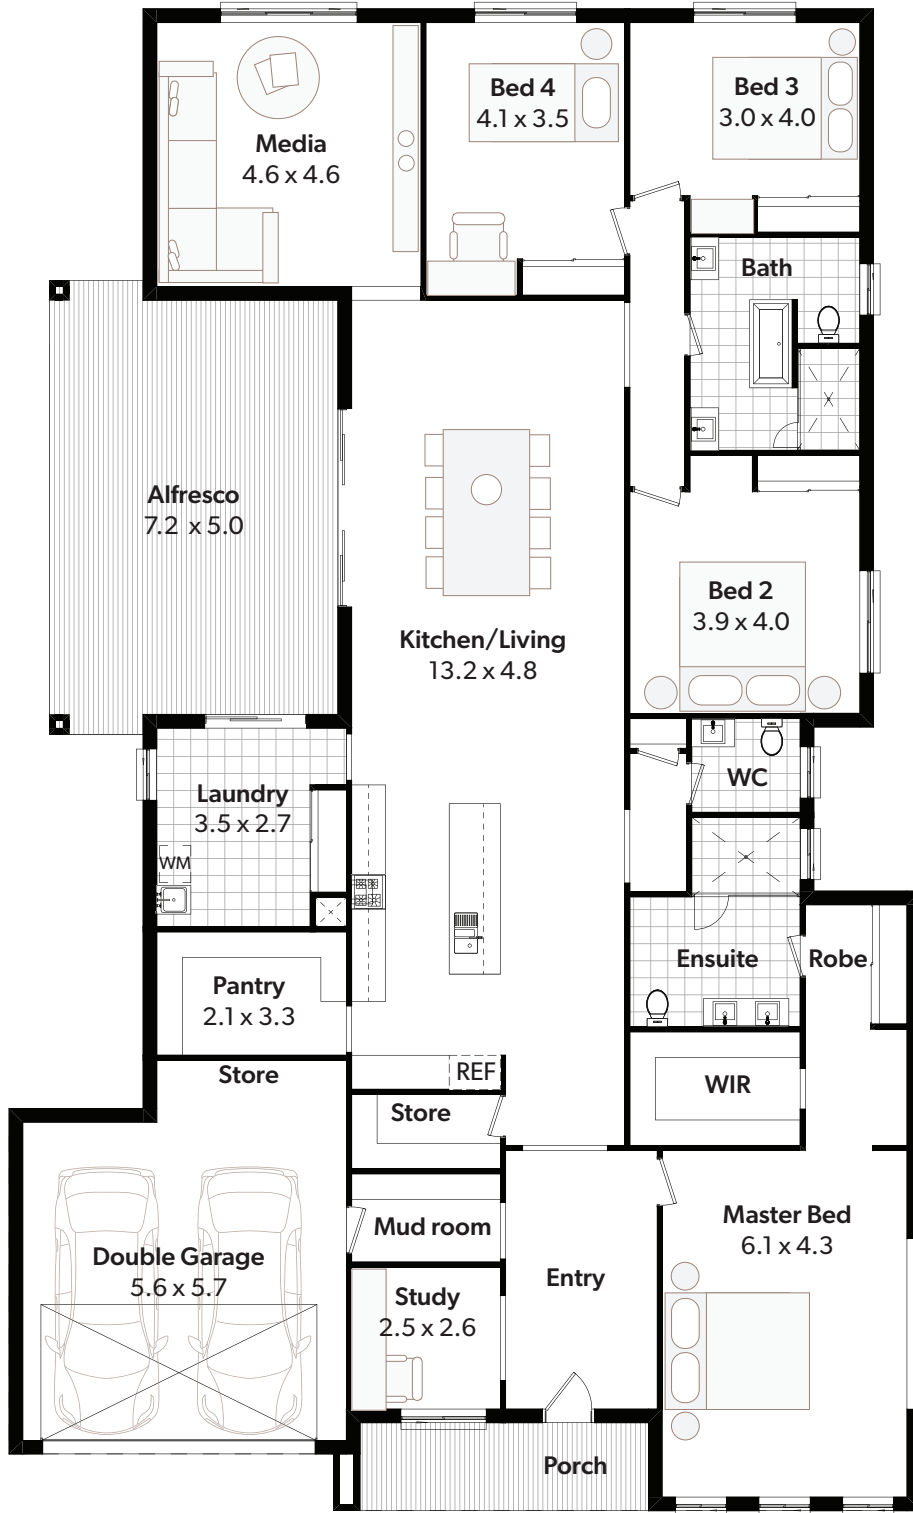 Media
4.6 x 4.6
Bed 4
4.1 x 3.5
Bed 3
3.0 x 4.0
Bath
Alfresco
7.2 x 5.0
Kitchen/Living
13.2 x 4.8
Bed 2
3.9 x 4.0
Laundry
3.5 x 2.7
WM
WC
Pantry
2.1 x 3.3
Ensuite
Robe
Store
REF
WIR
Store
Mud room
Master Bed
6.1 x 4.3
Double Garage
5.6 x 5.7
Entry
Study
2.5 x 2.6
Porch